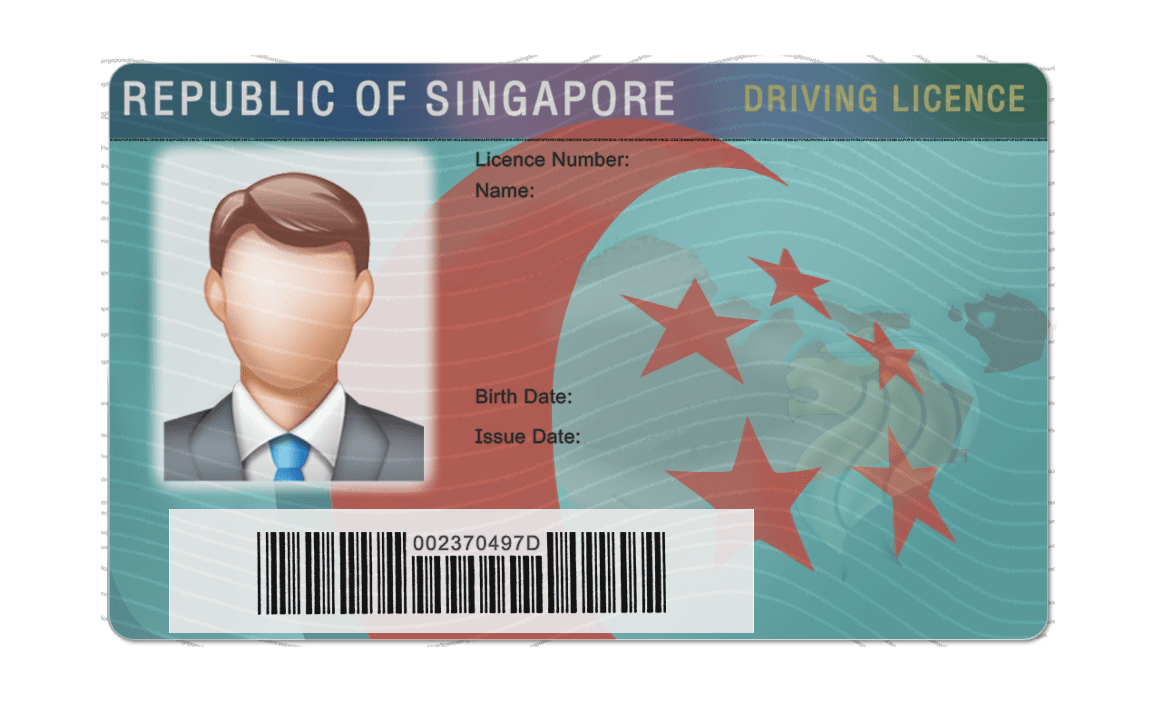 REPUBLIC OF SINGAPORE DRIVING LICENCE
Licence Number:
Name:
Birth Date:
Issue Date:
002370497D